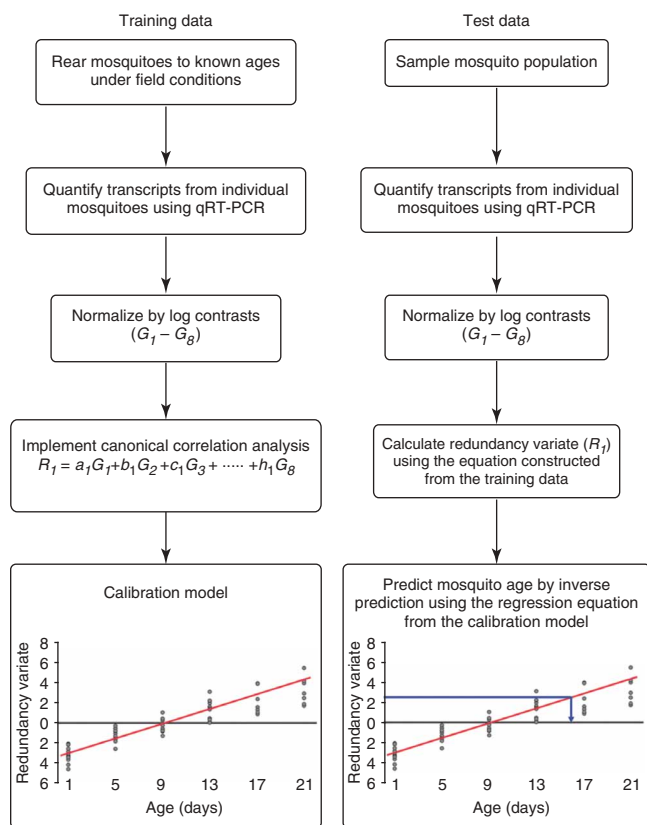 Training data
Rear mosquitoes to known ages
under field conditions
Quantify transcripts from individual
mosquitoes using qRT-PCR
Normalize by log contrasts
(G1 – G8)
Implement canonical correlation analysis
R1 = a1G1+b1G2+c1G3+ ····· +h1G8
Calibration model
Redundancy variate
8
6
4
2
0
2
4
6
1
5
9
13
17
21
Age (days)
Test data
Sample mosquito population
Quantify transcripts from individual
mosquitoes using qRT-PCR
Normalize by log contrasts
(G1 – G8)
Calculate redundancy variate (R1)
using the equation constructed
from the training data
Predict mosquito age by inverse
prediction using the regression equation
from the calibration model
Redundancy variate
8
6
4
2
0
2
4
6
1
5
9
13
17
21
Age (days)